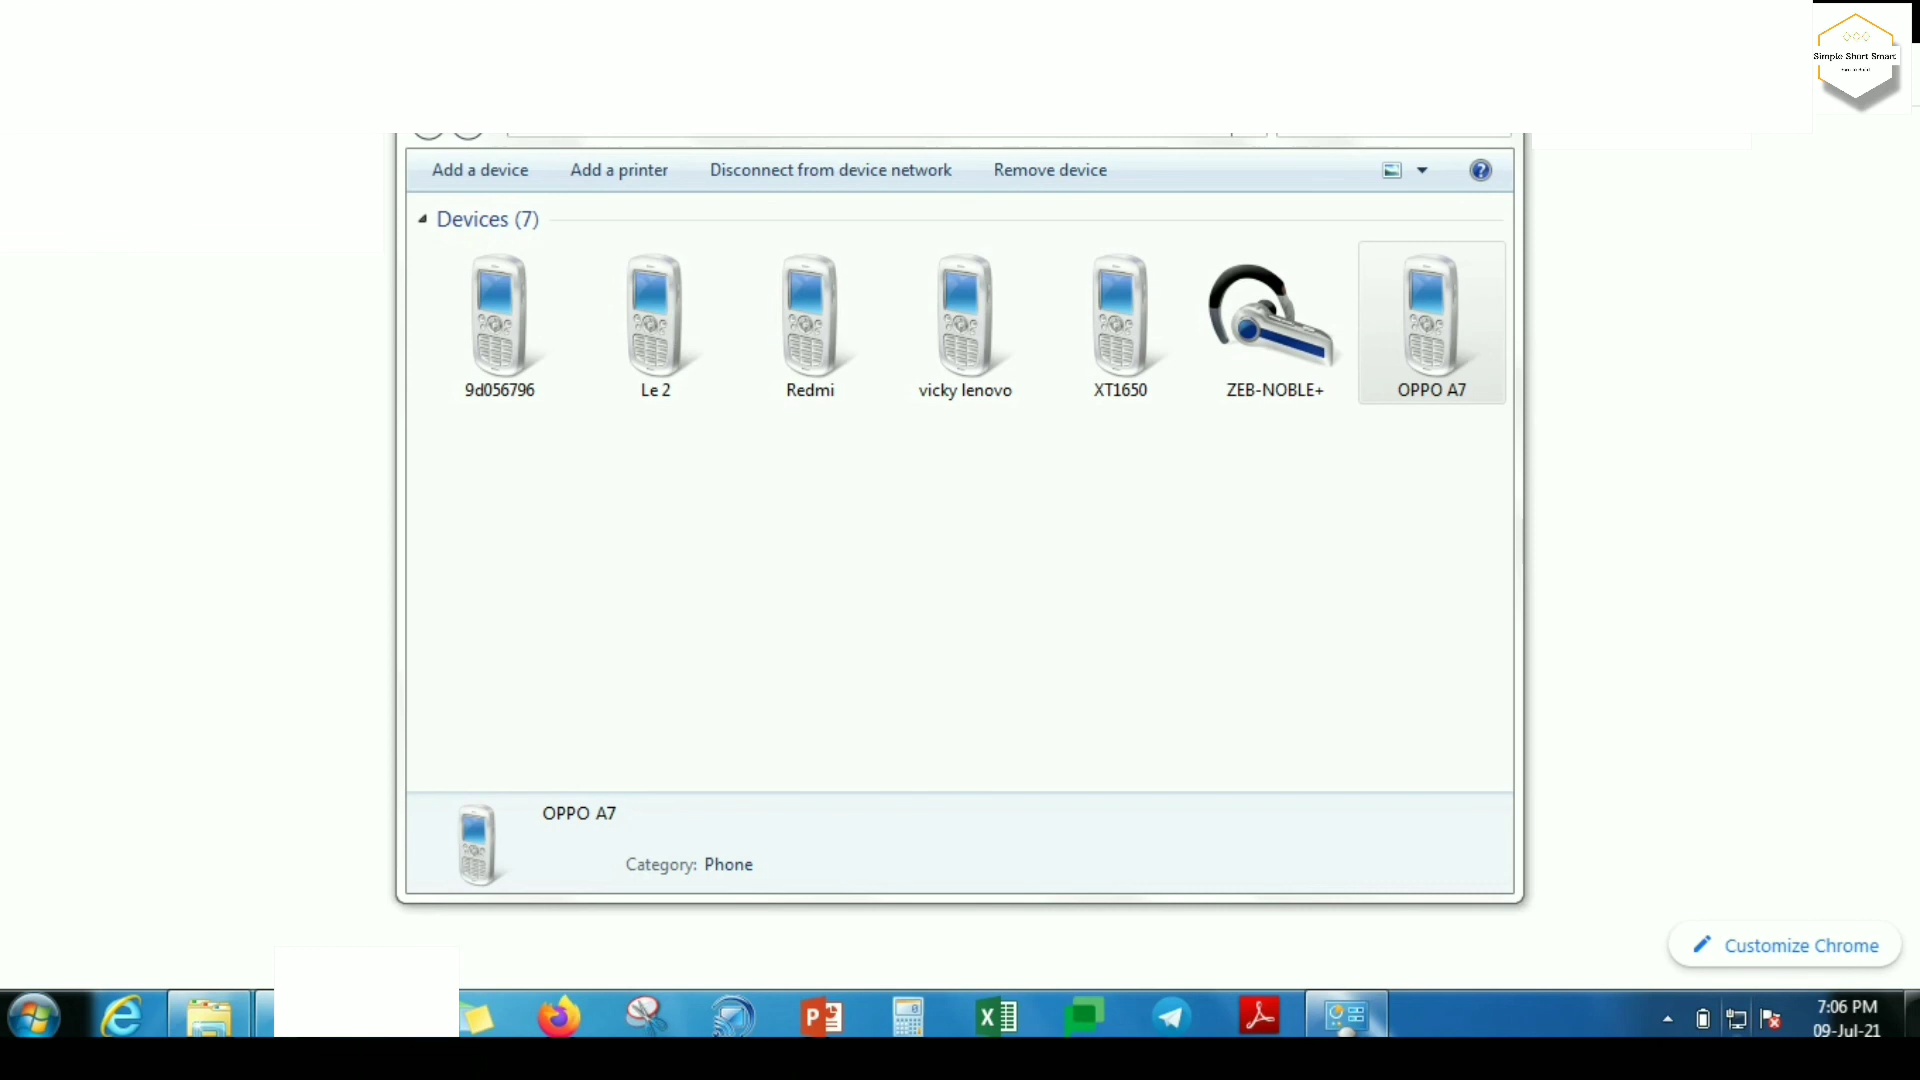 Simple Short Smart
Add a device Add a printer Disconnect from device network Remove device
Devices (7)
9d056796 Le 2 Redmi vicky lenovo XT1650 ZEB-NOBLE+ OPPO A7
OPPO A7
Category: Phone
Customize Chrome
7:06 PM
09-Jul-21